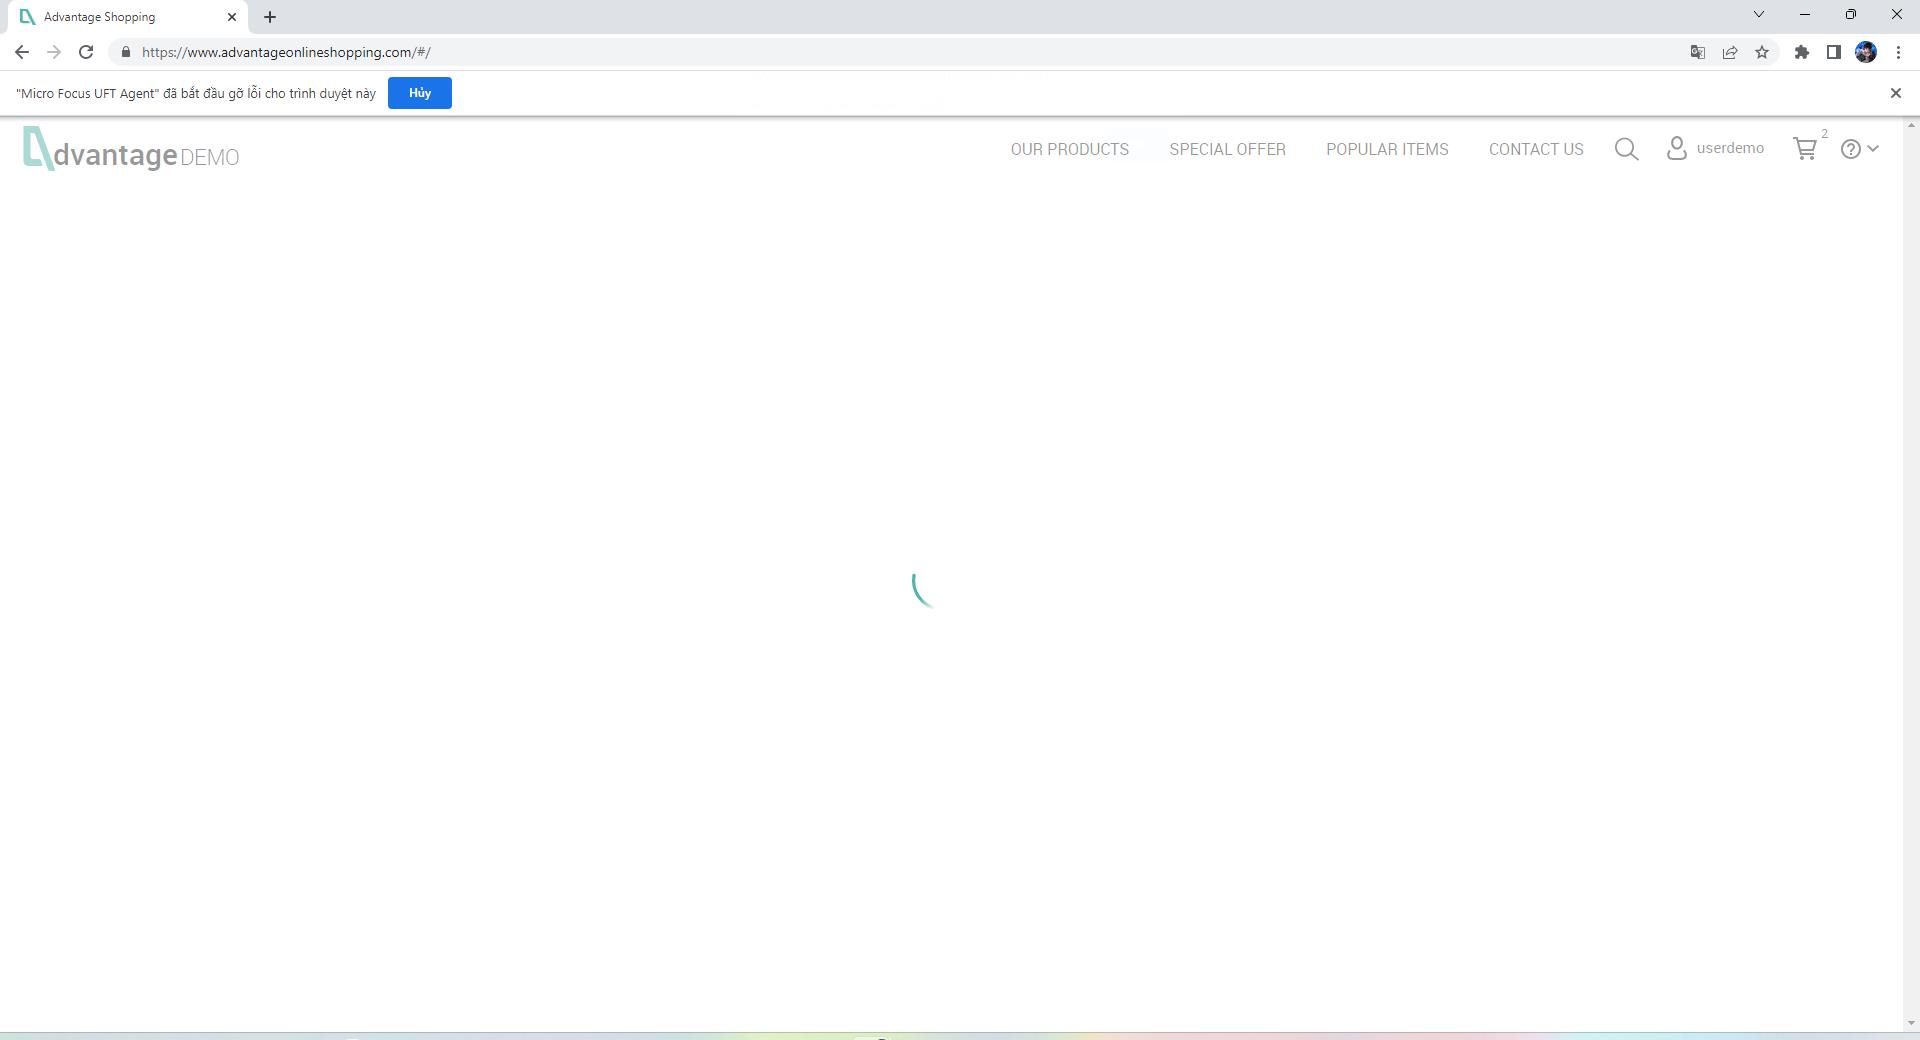 Advantage Shopping
https://www.advantageonlineshopping.com/#/
"Micro Focus UFT Agent" đã bắt đầu gỡ lỗi cho trình duyệt này
Hủy
dvantage DEMO
OUR PRODUCTS
SPECIAL OFFER
POPULAR ITEMS
CONTACT US
userdemo
2